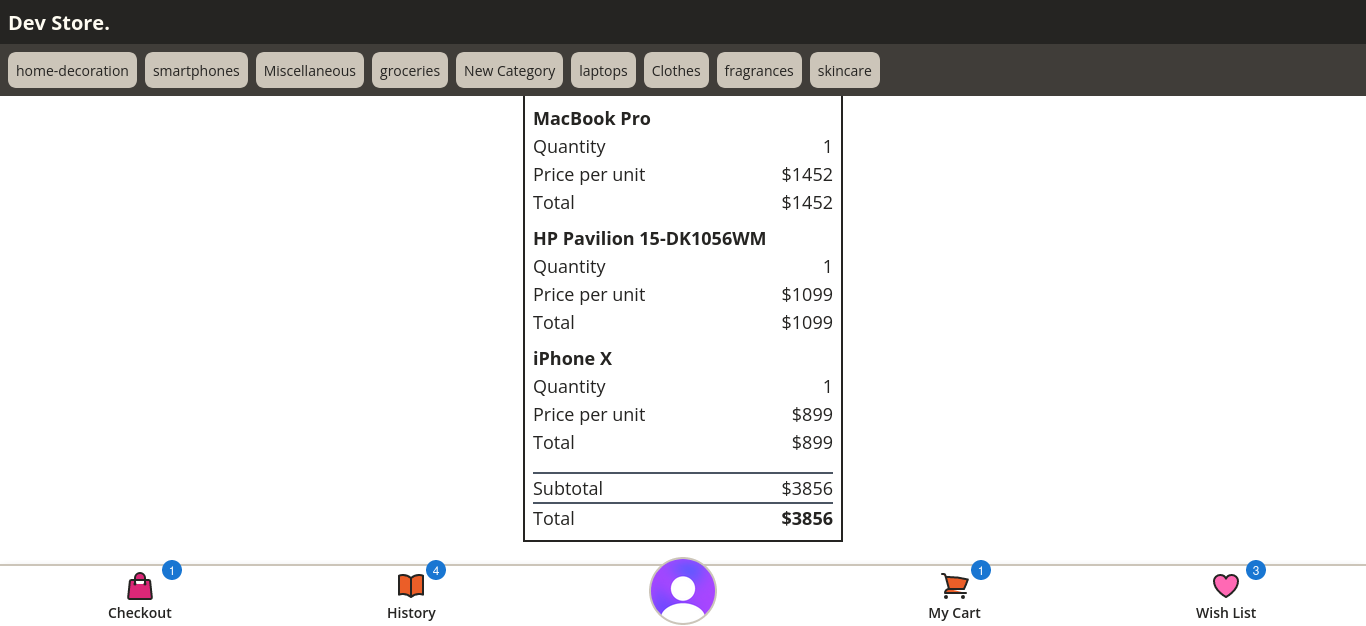 Dev Store.
home-decoration smartphones Miscellaneous groceries New Category laptops Clothes fragrances skincare
MacBook Pro
Quantity 1
Price per unit $1452
Total $1452
HP Pavilion 15-DK1056WM
Quantity 1
Price per unit $1099
Total $1099
iPhone X
Quantity 1
Price per unit $899
Total $899
Subtotal $3856
Total $3856
1 4 1 3
Checkout History My Cart Wish List